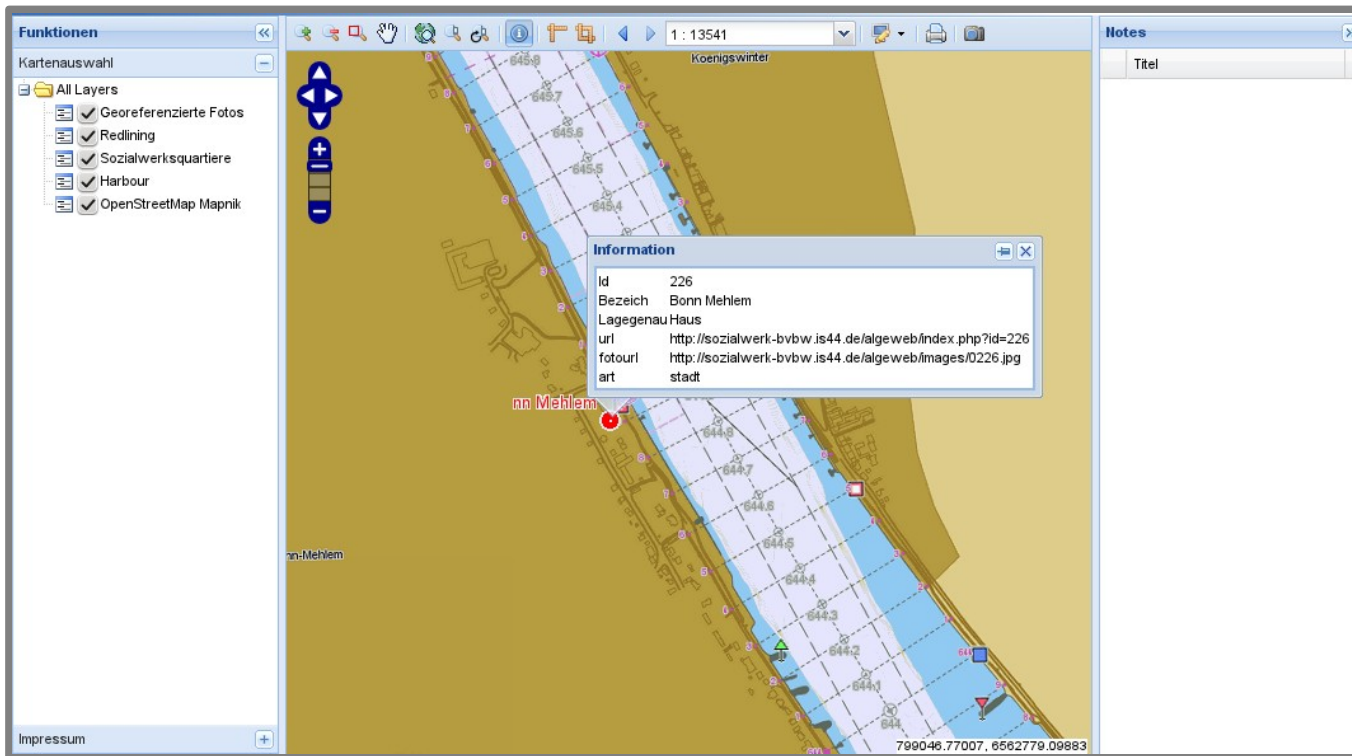 Funktionen
Kartenauswahl
All Layers
Georeferenzierte Fotos
Redlining
Sozialwerksquartiere
Harbour
OpenStreetMap Mapnik
Impressum
1 : 13541
Koenigswinter
645.8
645.7
645.6
645.5
645.4
Information
Id 226
Bezeich Bonn Mehlem
Lagegenau Haus
url http://sozialwerk-bvbw.is44.de/algeweb/index.php?id=226
fotourl http://sozialwerk-bvbw.is44.de/algeweb/images/0226.jpg
art stadt
nn Mehlem
644.8
644.7
644.6
644.5
644.4
nn-Mehlem
644.3
644.2
644.1
644
799046.77007, 6562779.09883
Notes
Titel